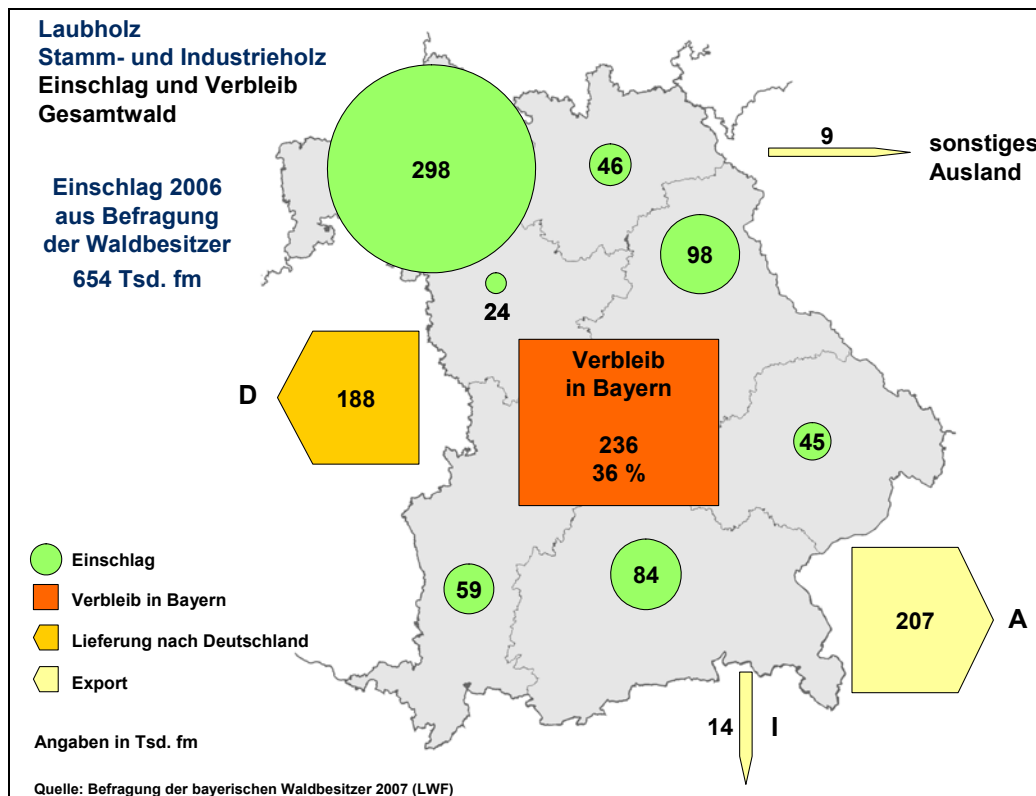 Laubholz
Stamm- und Industrieholz
Einschlag und Verbleib
Gesamtwald
Einschlag 2006
aus Befragung
der Waldbesitzer
654 Tsd. fm
298
46
9
sonstiges
Ausland
98
24
D
188
Verbleib
in Bayern
236
36 %
45
59
84
207
A
14
I
Einschlag
Verbleib in Bayern
Lieferung nach Deutschland
Export
Angaben in Tsd. fm
Quelle: Befragung der bayerischen Waldbesitzer 2007 (LWF)